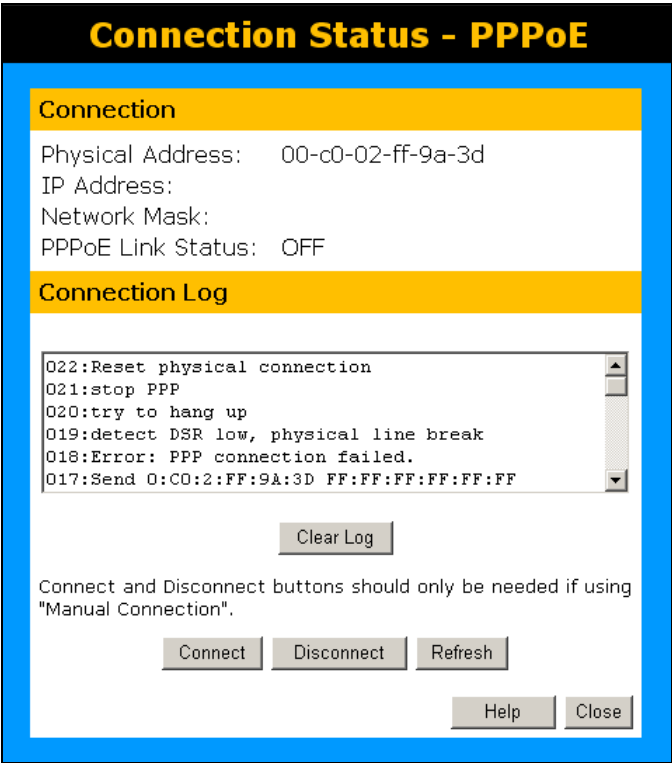 Connection Status - PPPoE
Connection
Physical Address: 00-c0-02-ff-9a-3d
IP Address:
Network Mask:
PPPoE Link Status: OFF
Connection Log
022:Reset physical connection
021:stop PPP
020:try to hang up
019:detect DSR low, physical line break
018:Error: PPP connection failed.
017:Send 0:C0:2:FF:9A:3D FF:FF:FF:FF:FF:FF
Clear Log
Connect and Disconnect buttons should only be needed if using
"Manual Connection".
Connect Disconnect Refresh
Help Close